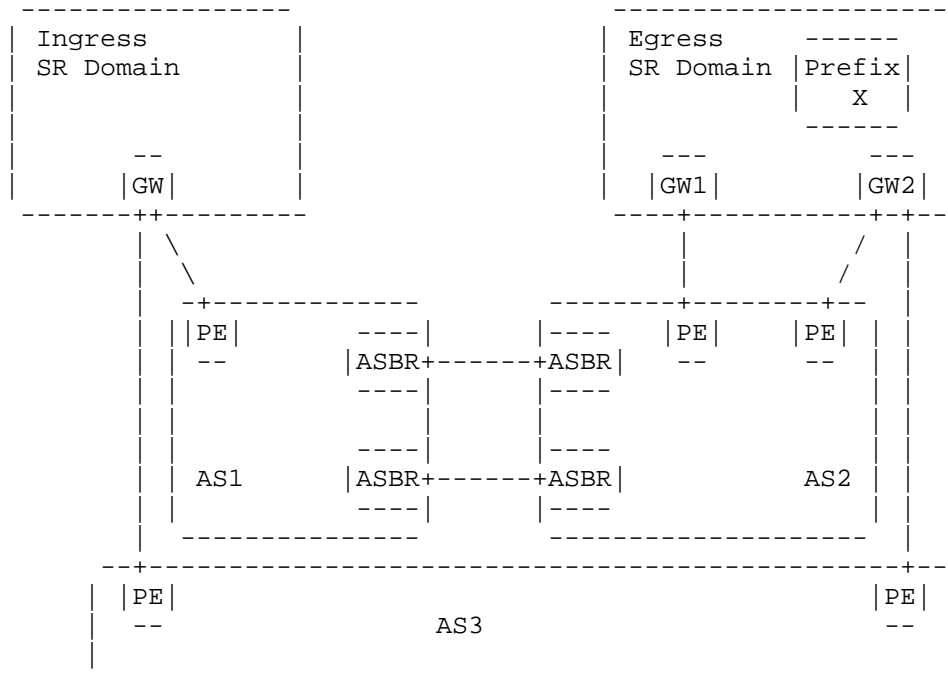 Ingress Egress
SR Domain SR Domain Prefix
X
GW GW1 GW2
PE PE PE
ASBR ASBR
AS1 ASBR ASBR AS2
PE PE
AS3